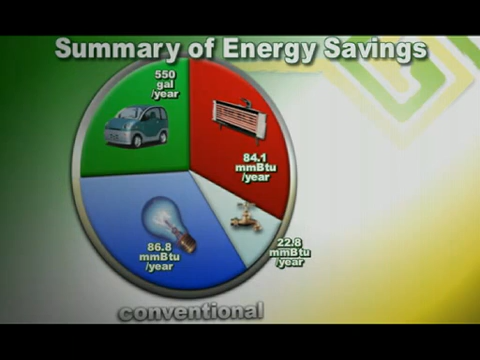 Summary of Energy Savings
550
gal
/year
84.1
mmBtu
/year
86.8
mmBtu
/year
22.8
mmBtu
/year
conventional